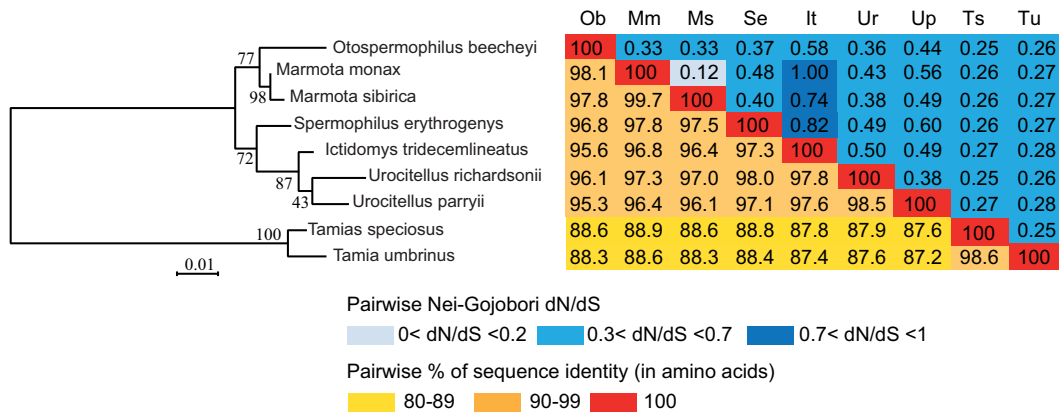 Ob Mm Ms Se It Ur Up Ts Tu
77 Otospermophilus beecheyi 100 0.33 0.33 0.37 0.58 0.36 0.44 0.25 0.26
Marmota monax 98.1 100 0.12 0.48 1.00 0.43 0.56 0.26 0.27
98 Marmota sibirica 97.8 99.7 100 0.40 0.74 0.38 0.49 0.26 0.27
Spermophilus erythrogenys 96.8 97.8 97.5 100 0.82 0.49 0.60 0.26 0.27
72 Ictidomys tridecemlineatus 95.6 96.8 96.4 97.3 100 0.50 0.49 0.27 0.28
87 Urocitellus richardsonii 96.1 97.3 97.0 98.0 97.8 100 0.38 0.25 0.26
43 Urocitellus parryii 95.3 96.4 96.1 97.1 97.6 98.5 100 0.27 0.28
100 Tamias speciosus 88.6 88.9 88.6 88.8 87.8 87.9 87.6 100 0.25
Tamia umbrinus 88.3 88.6 88.3 88.4 87.4 87.6 87.2 98.6 100
0.01
Pairwise Nei-Gojobori dN/dS
0< dN/dS <0.2 0.3< dN/dS <0.7 0.7< dN/dS <1
Pairwise % of sequence identity (in amino acids)
80-89 90-99 100